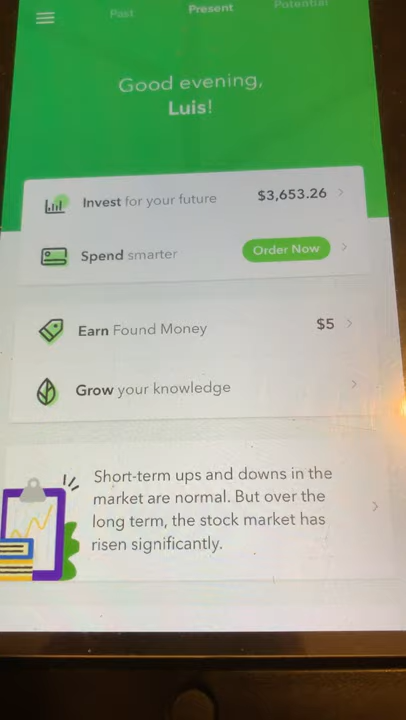 Past Present Potential
Good evening,
Luis!
Invest for your future $3,653.26
Spend smarter Order Now
Earn Found Money $5
Grow your knowledge
Short-term ups and downs in the
market are normal. But over the
long term, the stock market has
risen significantly.